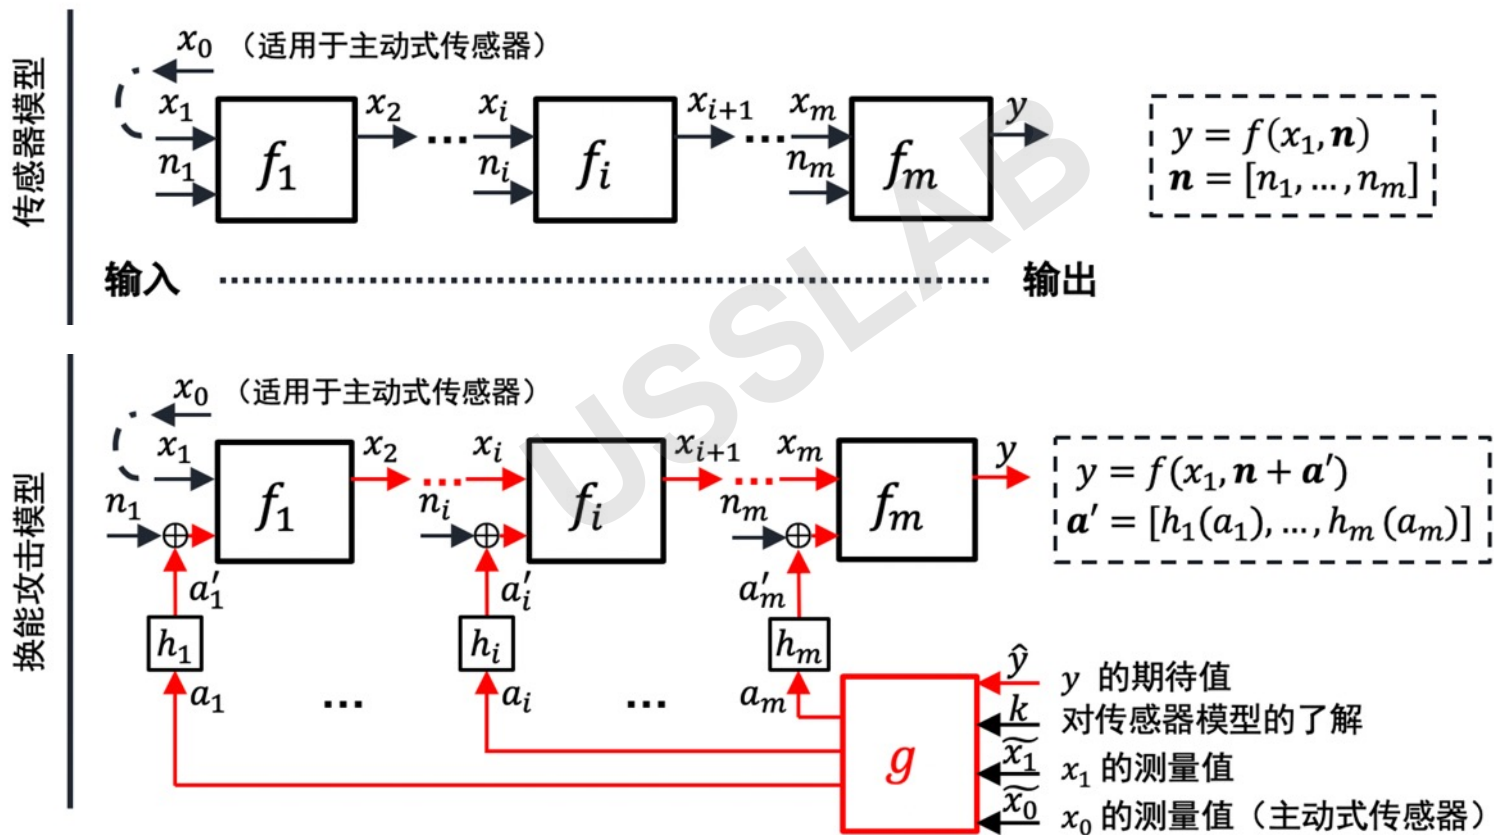 传感器模型
x₀ （适用于主动式传感器）
x₁ x₂ xᵢ xᵢ₊₁ xₘ y
n₁ f₁ ... nᵢ fᵢ ... nₘ fₘ
y = f(x₁, n)
n = [n₁, ..., nₘ]
输入 输出
USSLAB
换能攻击模型
x₀ （适用于主动式传感器）
x₁ x₂ xᵢ xᵢ₊₁ xₘ y
n₁ f₁ ... nᵢ fᵢ ... nₘ fₘ
y = f(x₁, n + a′)
a′ = [h₁(a₁), ..., hₘ(aₘ)]
a′₁ a′ᵢ a′ₘ
h₁ hᵢ hₘ
a₁ ... aᵢ ... aₘ
g
ŷ y 的期待值
k 对传感器模型的了解
x̃₁ x₁ 的测量值
x̃₀ x₀ 的测量值（主动式传感器）